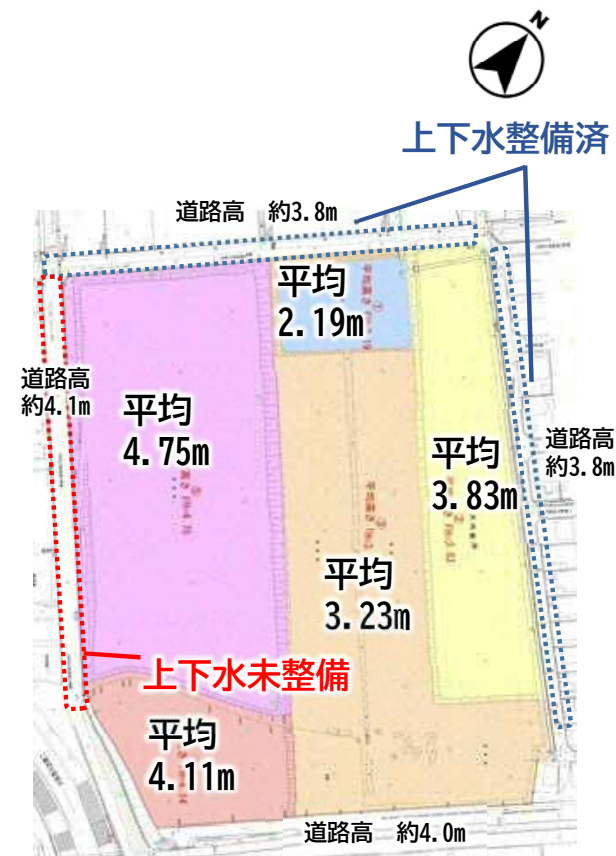 N
上下水整備済
道路高 約3.8m
平均
2.19m
道路高
約4.1m
平均
4.75m
平均
3.83m
道路高
約3.8m
平均
3.23m
上下水未整備
平均
4.11m
道路高 約4.0m